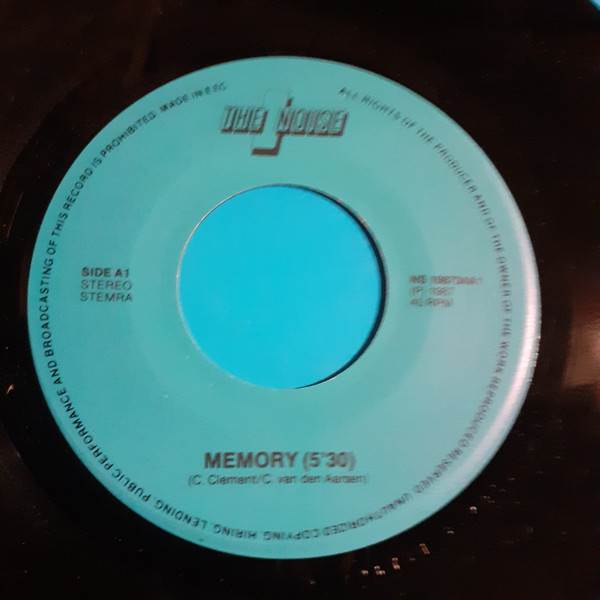 THE NOISE
MADE IN EEC
ALL RIGHTS OF THE PRODUCER AND OF THE OWNER OF THE WORK REPRODUCED RESERVED. UNAUTHORIZED COPYING, HIRING, LENDING, PUBLIC PERFORMANCE AND BROADCASTING OF THIS RECORD IS PROHIBITED.
SIDE A1
STEREO
STEMRA
(P) 1987
45 RPM
MEMORY (5'30)
(C. Clement/C. van den Aarsen)